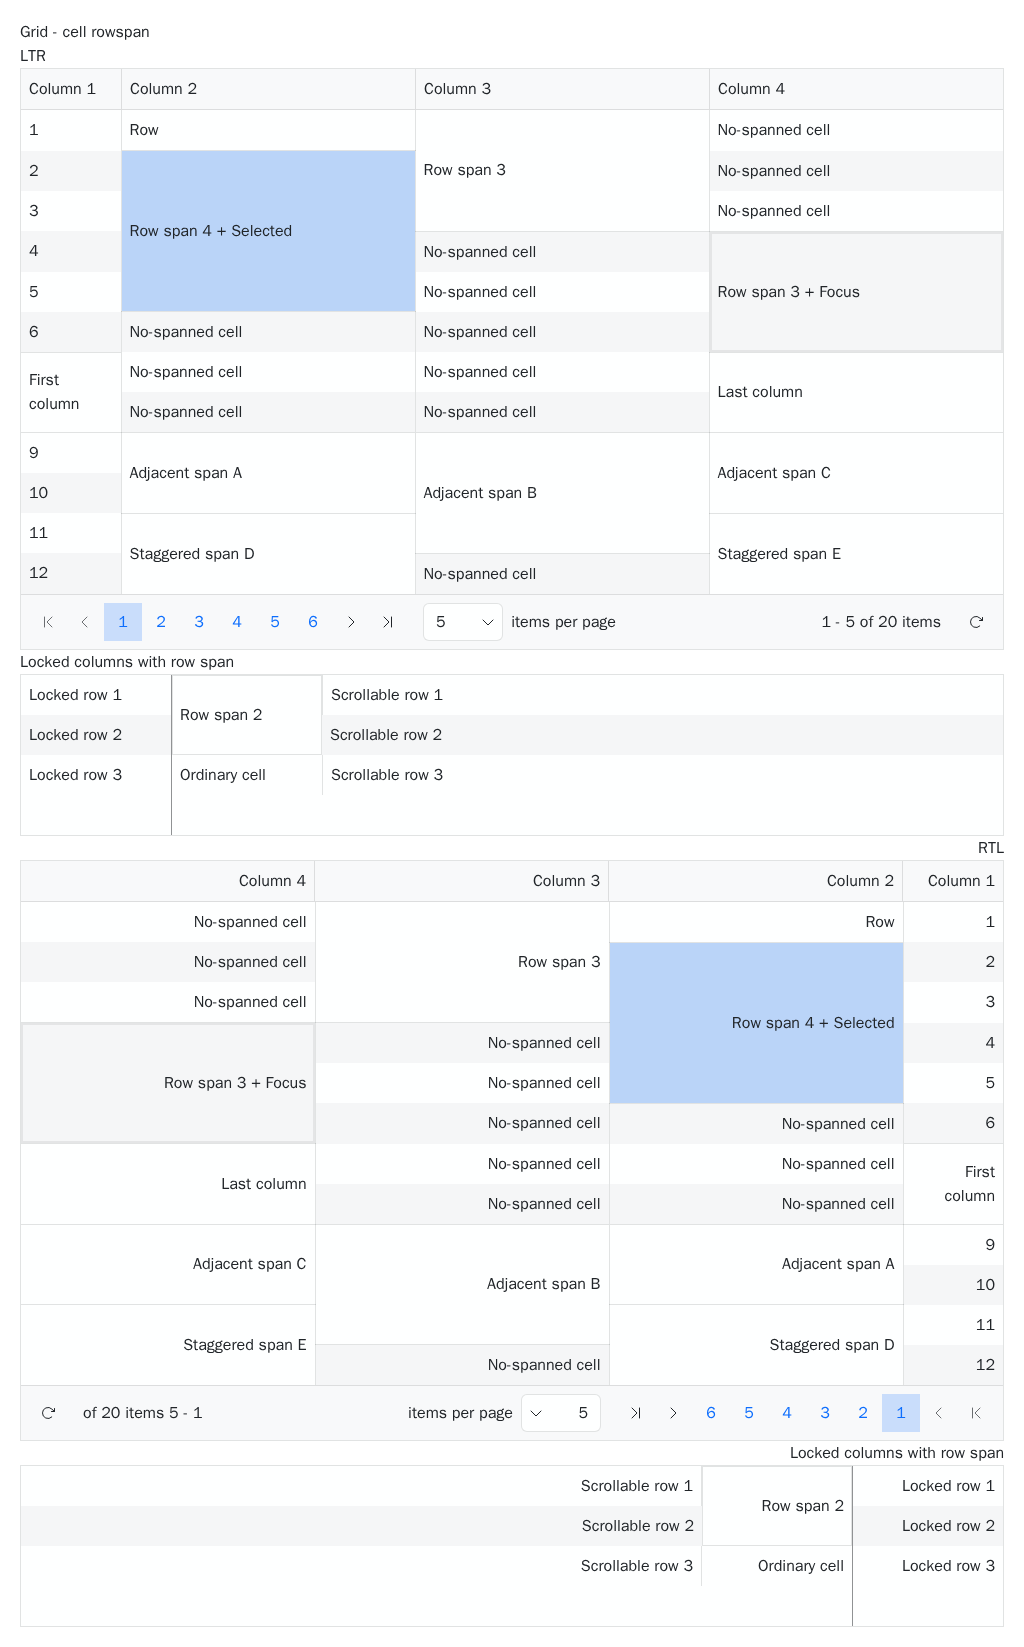 Grid - cell rowspan
LTR
Column 1 Column 2 Column 3 Column 4
1 Row Row span 3 No-spanned cell
2 Row span 4 + Selected No-spanned cell
3 No-spanned cell
4 No-spanned cell Row span 3 + Focus
5 No-spanned cell
6 No-spanned cell No-spanned cell
First column No-spanned cell No-spanned cell Last column
No-spanned cell No-spanned cell
9 Adjacent span A Adjacent span B Adjacent span C
10
11 Staggered span D Staggered span E
12 No-spanned cell
1 2 3 4 5 6 5 items per page 1 - 5 of 20 items
Locked columns with row span
Locked row 1 Row span 2 Scrollable row 1
Locked row 2 Scrollable row 2
Locked row 3 Ordinary cell Scrollable row 3
RTL
Column 4 Column 3 Column 2 Column 1
No-spanned cell Row span 3 Row 1
No-spanned cell Row span 4 + Selected 2
No-spanned cell 3
Row span 3 + Focus No-spanned cell 4
No-spanned cell 5
No-spanned cell No-spanned cell 6
Last column No-spanned cell No-spanned cell First column
No-spanned cell No-spanned cell
Adjacent span C Adjacent span B Adjacent span A 9
10
Staggered span E Staggered span D 11
No-spanned cell 12
of 20 items 5 - 1 items per page 5 6 5 4 3 2 1
Locked columns with row span
Scrollable row 1 Row span 2 Locked row 1
Scrollable row 2 Locked row 2
Scrollable row 3 Ordinary cell Locked row 3